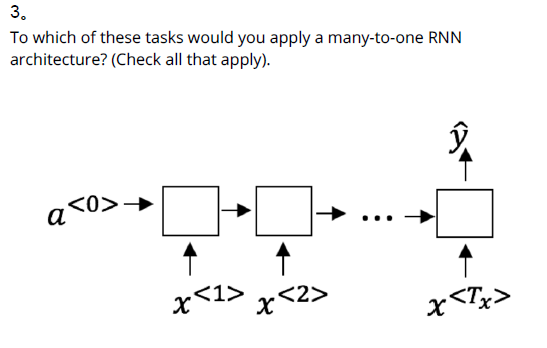 3。
To which of these tasks would you apply a many-to-one RNN
architecture? (Check all that apply).
ŷ
a<0>
...
x<1> x<2> x<Tx>